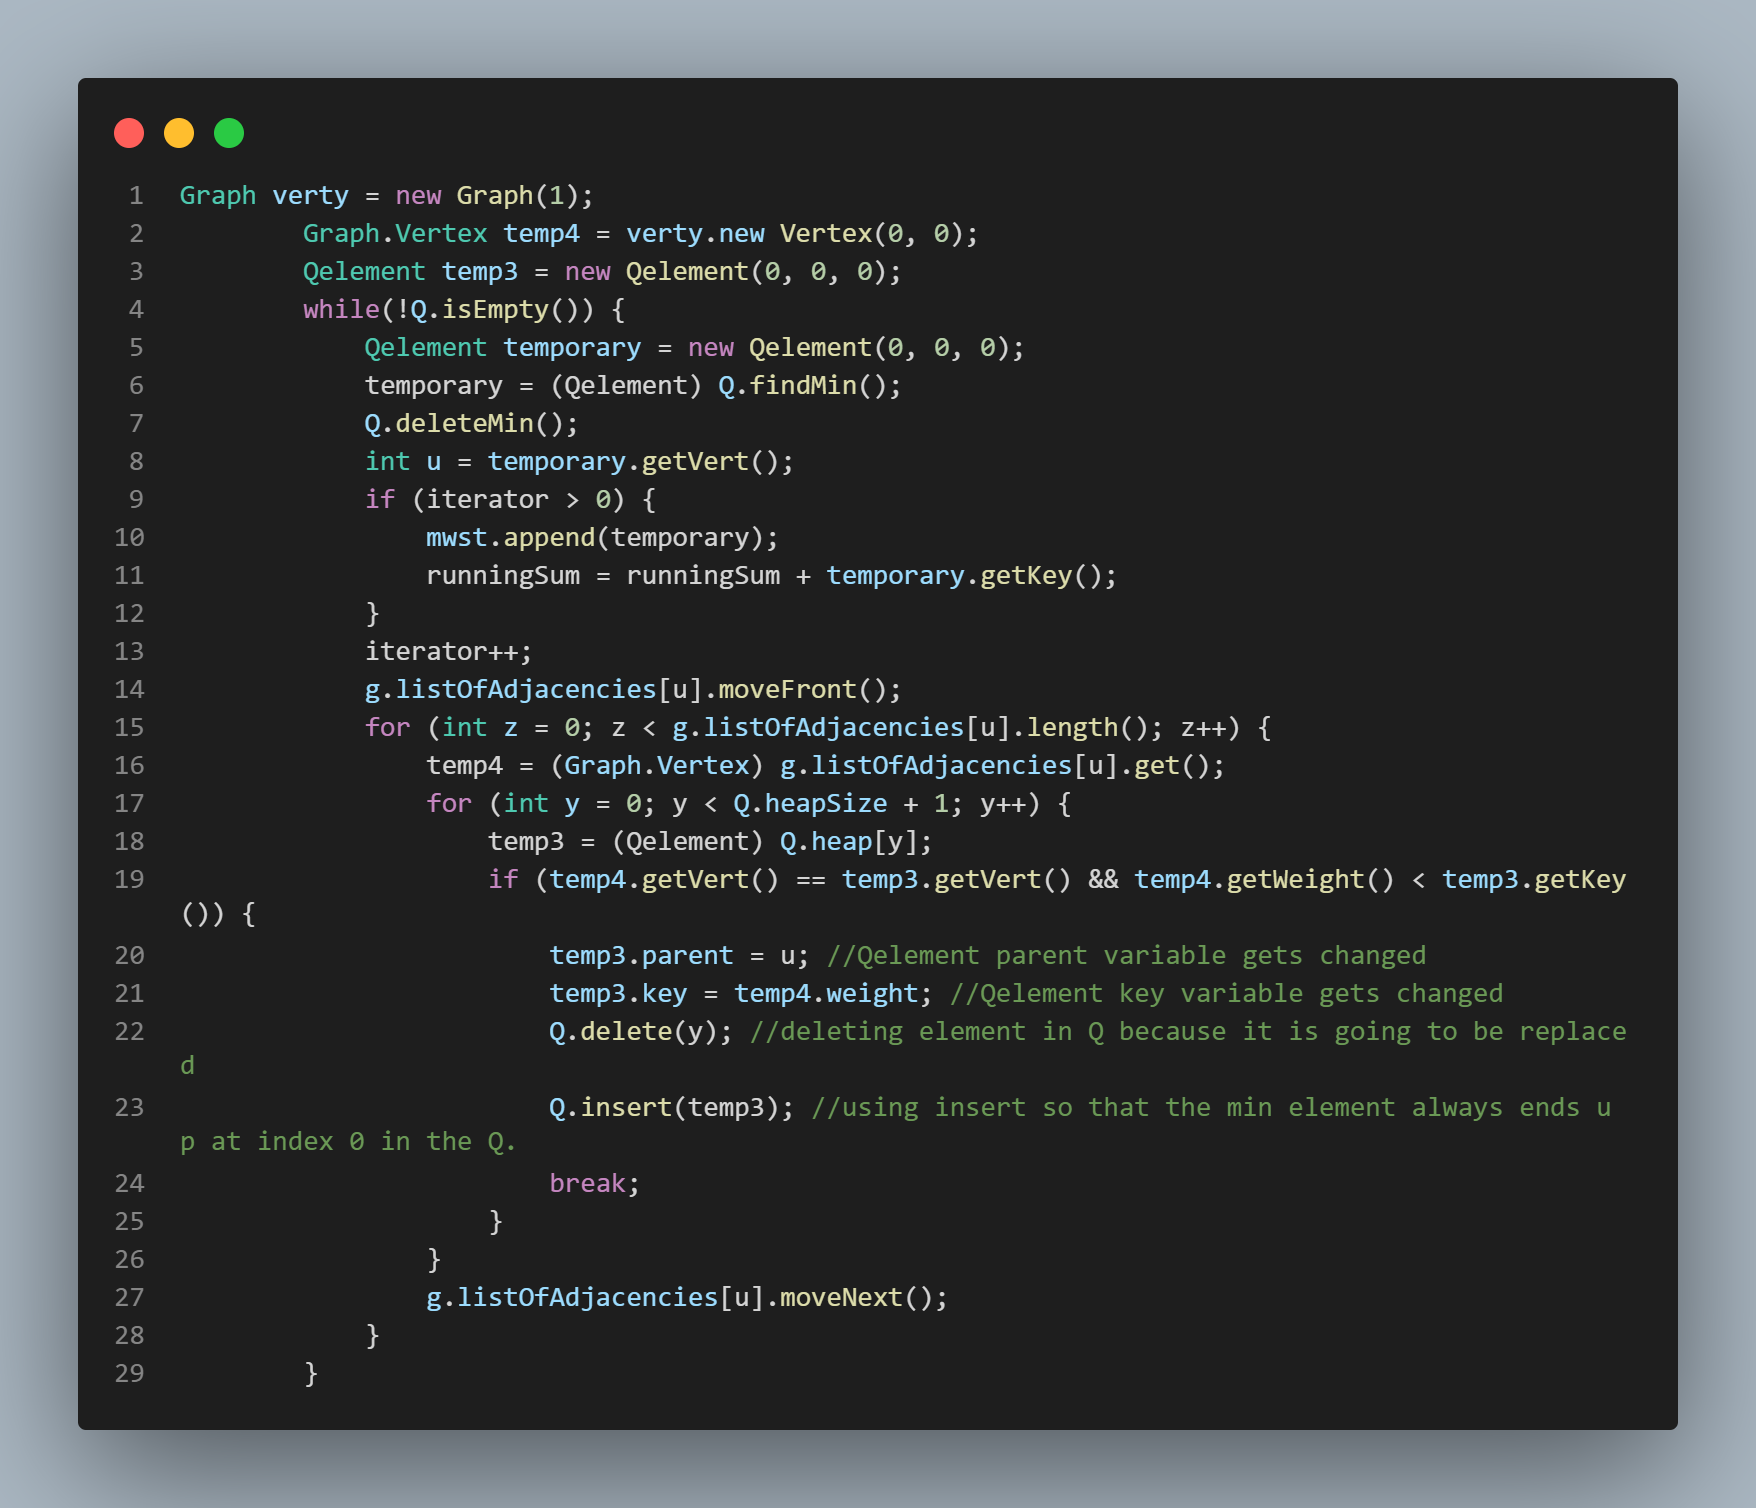 1 Graph verty = new Graph(1);
2         Graph.Vertex temp4 = verty.new Vertex(0, 0);
3         Qelement temp3 = new Qelement(0, 0, 0);
4         while(!Q.isEmpty()) {
5             Qelement temporary = new Qelement(0, 0, 0);
6             temporary = (Qelement) Q.findMin();
7             Q.deleteMin();
8             int u = temporary.getVert();
9             if (iterator > 0) {
10                 mwst.append(temporary);
11                 runningSum = runningSum + temporary.getKey();
12             }
13             iterator++;
14             g.listOfAdjacencies[u].moveFront();
15             for (int z = 0; z < g.listOfAdjacencies[u].length(); z++) {
16                 temp4 = (Graph.Vertex) g.listOfAdjacencies[u].get();
17                 for (int y = 0; y < Q.heapSize + 1; y++) {
18                     temp3 = (Qelement) Q.heap[y];
19                     if (temp4.getVert() == temp3.getVert() && temp4.getWeight() < temp3.getKey
()) {
20                         temp3.parent = u; //Qelement parent variable gets changed
21                         temp3.key = temp4.weight; //Qelement key variable gets changed
22                         Q.delete(y); //deleting element in Q because it is going to be replace
d
23                         Q.insert(temp3); //using insert so that the min element always ends u
p at index 0 in the Q.
24                         break;
25                     }
26                 }
27                 g.listOfAdjacencies[u].moveNext();
28             }
29         }